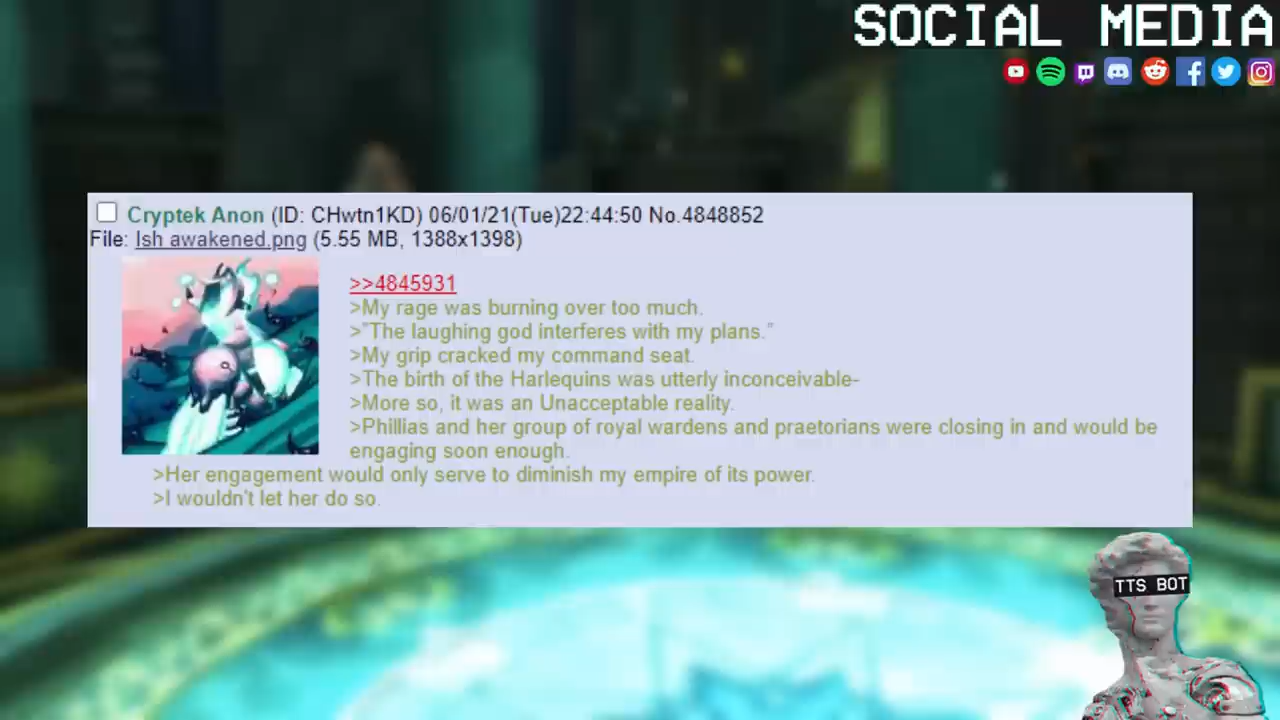 SOCIAL MEDIA
Cryptek Anon (ID: CHwtn1KD) 06/01/21(Tue)22:44:50 No.4848852
File: Ish awakened.png (5.55 MB, 1388x1398)
>>4845931
>My rage was burning over too much.
>"The laughing god interferes with my plans."
>My grip cracked my command seat.
>The birth of the Harlequins was utterly inconceivable-
>More so, it was an Unacceptable reality.
>Phillias and her group of royal wardens and praetorians were closing in and would be
engaging soon enough.
>Her engagement would only serve to diminish my empire of its power.
>I wouldn't let her do so.
TTS BOT